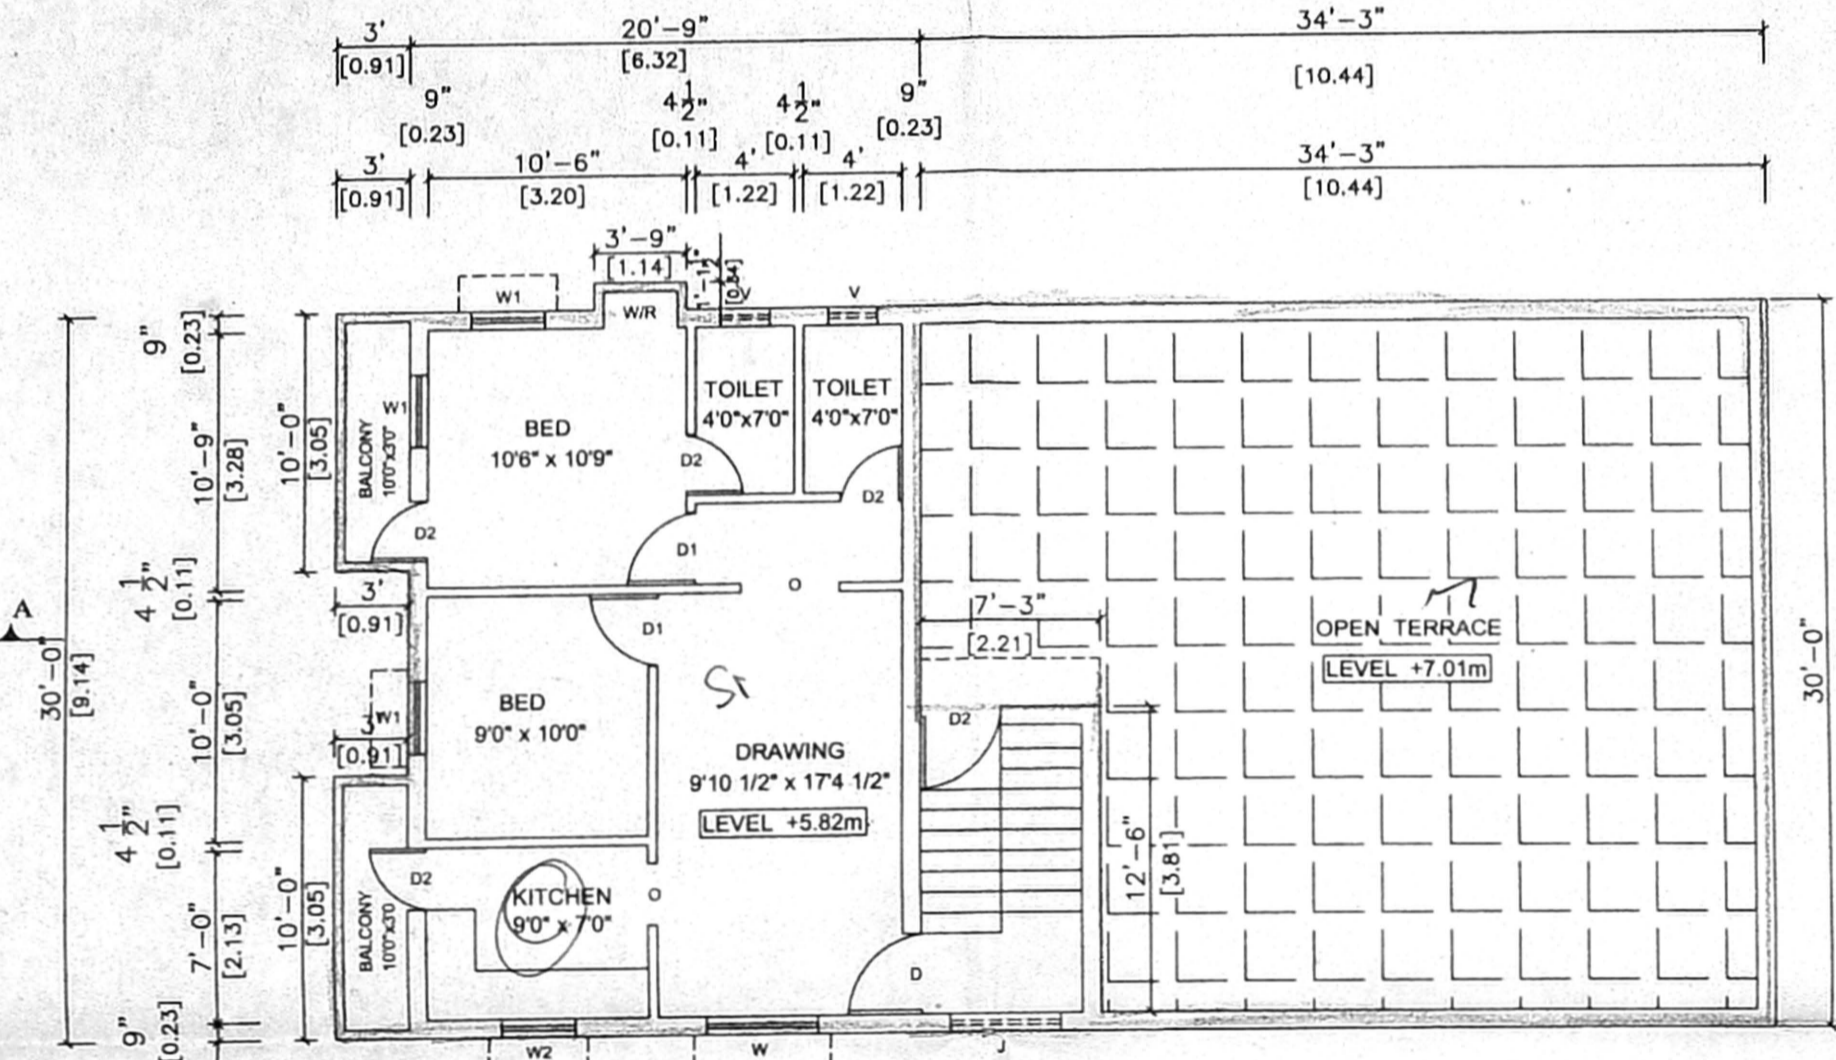 3' 20'-9" 34'-3"
[0.91] [6.32] [10.44]
9" 4 1/2" 4 1/2" 9"
[0.23] [0.11] [0.11] [0.23]
3' 10'-6" 4' 4' 34'-3"
[0.91] [3.20] [1.22] [1.22] [10.44]
3'-9"
[1.14]
W1 W/R V V
9"
[0.23]
10'-9"
[3.28]
10'-0"
[3.05]
W1
BALCONY
10'0"x3'0"
BED
10'6" x 10'9"
TOILET
4'0"x7'0"
TOILET
4'0"x7'0"
D2
D2
D2
D1
4 1/2"
[0.11]
3'
[0.91]
O
D1
7'-3"
[2.21]
A
30'-0"
[9.14]
OPEN TERRACE
LEVEL +7.01m
30'-0"
10'-0"
[3.05]
W1
3'
[0.91]
BED
9'0" x 10'0"
D2
DRAWING
9'10 1/2" x 17'4 1/2"
LEVEL +5.82m
4 1/2"
[0.11]
12'-6"
[3.81]
10'-0"
[3.05]
BALCONY
10'0"x3'0
D2
KITCHEN
9'0" x 7'0"
O
7'-0"
[2.13]
D
9"
[0.23]
W2 W J